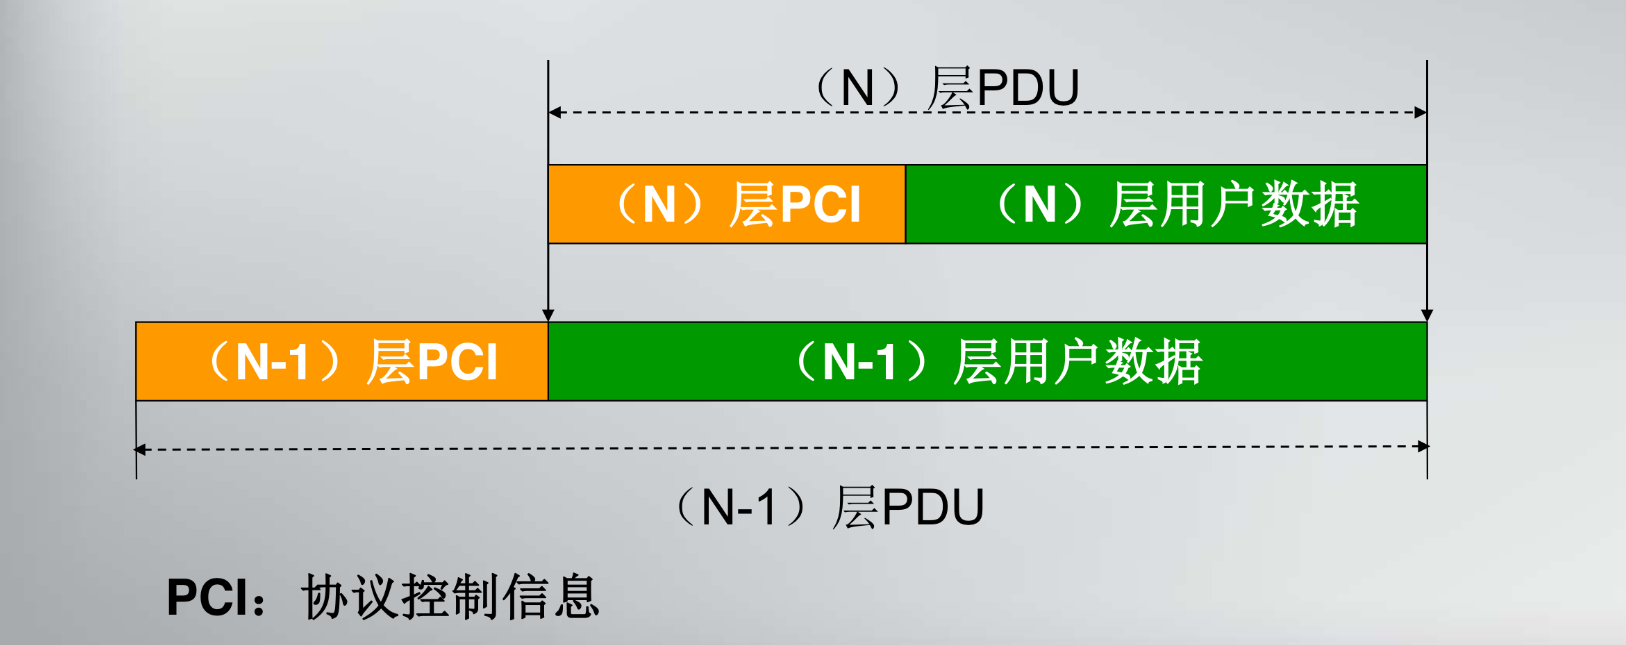 （N）层PDU
（N）层PCI
（N）层用户数据
（N-1）层PCI
（N-1）层用户数据
（N-1）层PDU
PCI：协议控制信息